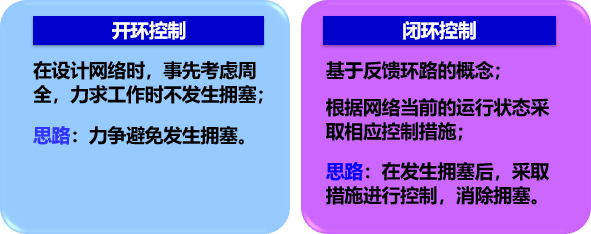 开环控制
在设计网络时，事先考虑周
全，力求工作时不发生拥塞；
思路：力争避免发生拥塞。
闭环控制
基于反馈环路的概念；
根据网络当前的运行状态采
取相应控制措施；
思路：在发生拥塞后，采取
措施进行控制，消除拥塞。